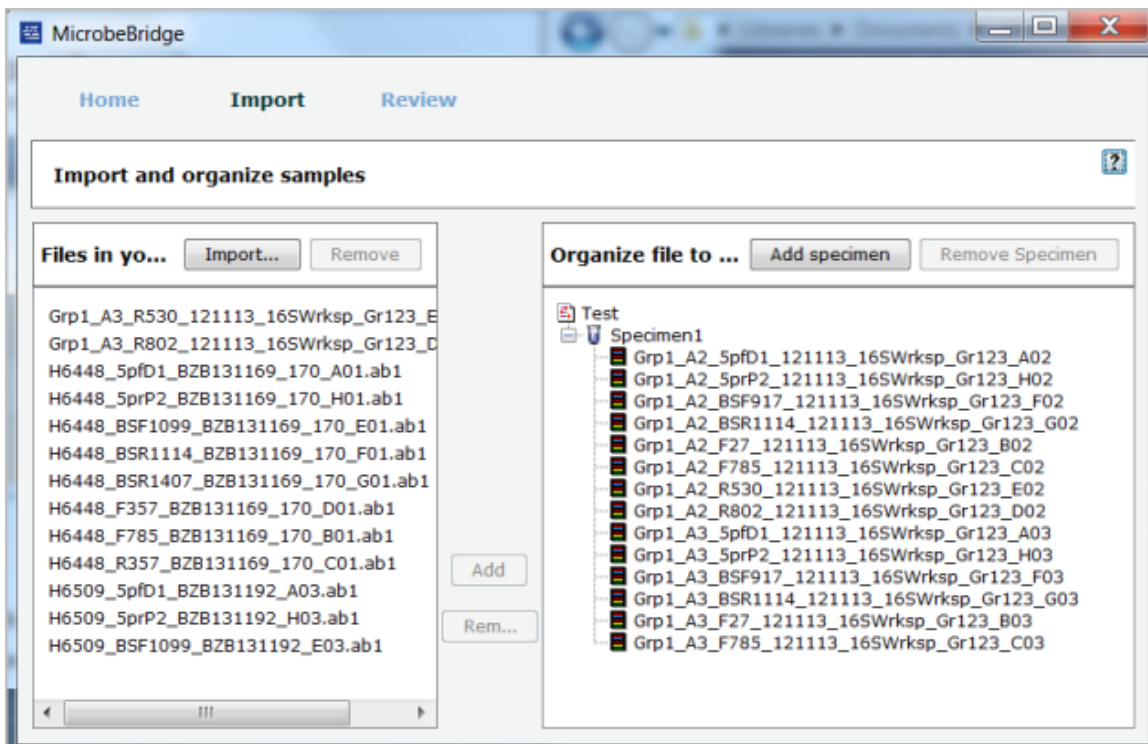 MicrobeBridge
Home Import Review
Import and organize samples
Files in yo... Import... Remove
Grp1_A3_R530_121113_16SWrksp_Gr123_E
Grp1_A3_R802_121113_16SWrksp_Gr123_D
H6448_5pfD1_BZB131169_170_A01.ab1
H6448_5prP2_BZB131169_170_H01.ab1
H6448_BSF1099_BZB131169_170_E01.ab1
H6448_BSR1114_BZB131169_170_F01.ab1
H6448_BSR1407_BZB131169_170_G01.ab1
H6448_F357_BZB131169_170_D01.ab1
H6448_F785_BZB131169_170_B01.ab1
H6448_R357_BZB131169_170_C01.ab1
H6509_5pfD1_BZB131192_A03.ab1
H6509_5prP2_BZB131192_H03.ab1
H6509_BSF1099_BZB131192_E03.ab1
Add
Rem...
Organize file to ... Add specimen Remove Specimen
Test
Specimen1
Grp1_A2_5pfD1_121113_16SWrksp_Gr123_A02
Grp1_A2_5prP2_121113_16SWrksp_Gr123_H02
Grp1_A2_BSF917_121113_16SWrksp_Gr123_F02
Grp1_A2_BSR1114_121113_16SWrksp_Gr123_G02
Grp1_A2_F27_121113_16SWrksp_Gr123_B02
Grp1_A2_F785_121113_16SWrksp_Gr123_C02
Grp1_A2_R530_121113_16SWrksp_Gr123_E02
Grp1_A2_R802_121113_16SWrksp_Gr123_D02
Grp1_A3_5pfD1_121113_16SWrksp_Gr123_A03
Grp1_A3_5prP2_121113_16SWrksp_Gr123_H03
Grp1_A3_BSF917_121113_16SWrksp_Gr123_F03
Grp1_A3_BSR1114_121113_16SWrksp_Gr123_G03
Grp1_A3_F27_121113_16SWrksp_Gr123_B03
Grp1_A3_F785_121113_16SWrksp_Gr123_C03